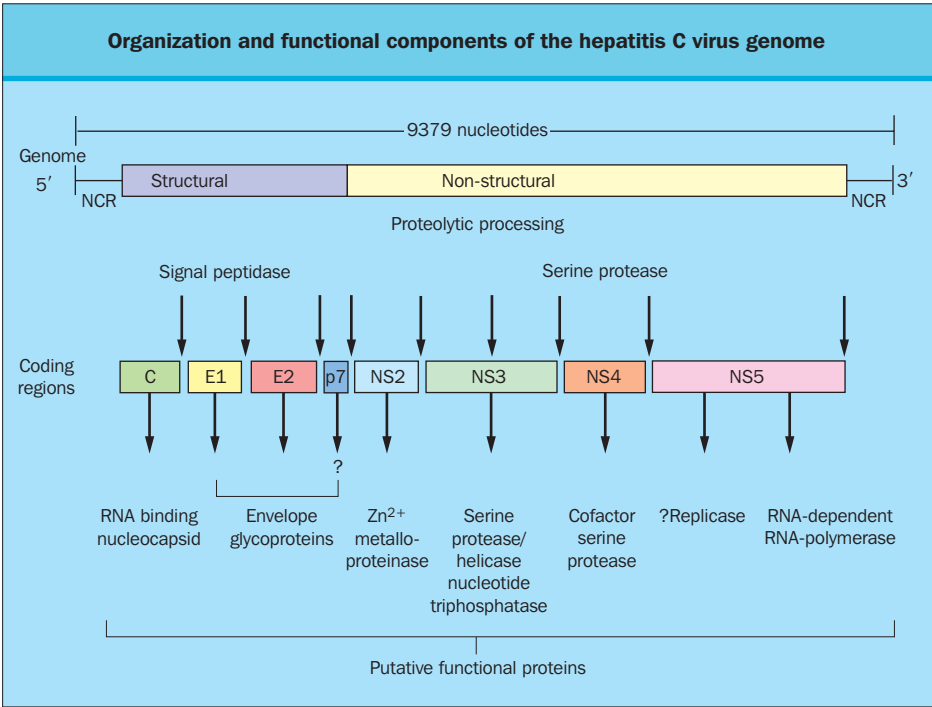 Organization and functional components of the hepatitis C virus genome
9379 nucleotides
Genome
5′
NCR
Structural
Non-structural
NCR
3′
Proteolytic processing
Signal peptidase
Serine protease
Coding
regions
C
E1
E2
p7
NS2
NS3
NS4
NS5
?
RNA binding
nucleocapsid
Envelope
glycoproteins
Zn²⁺
metallo-
proteinase
Serine
protease/
helicase
nucleotide
triphosphatase
Cofactor
serine
protease
?Replicase
RNA-dependent
RNA-polymerase
Putative functional proteins